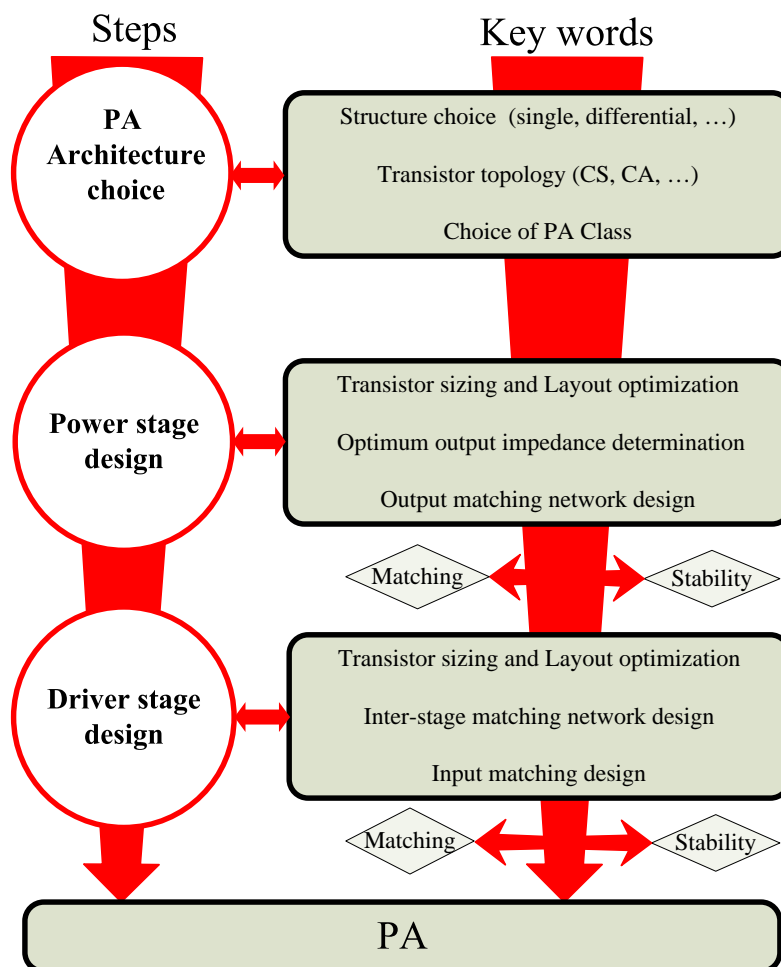 Steps
Key words
PA
Architecture
choice
Structure choice (single, differential, …)
Transistor topology (CS, CA, …)
Choice of PA Class
Power stage
design
Transistor sizing and Layout optimization
Optimum output impedance determination
Output matching network design
Matching
Stability
Driver stage
design
Transistor sizing and Layout optimization
Inter-stage matching network design
Input matching design
Matching
Stability
PA